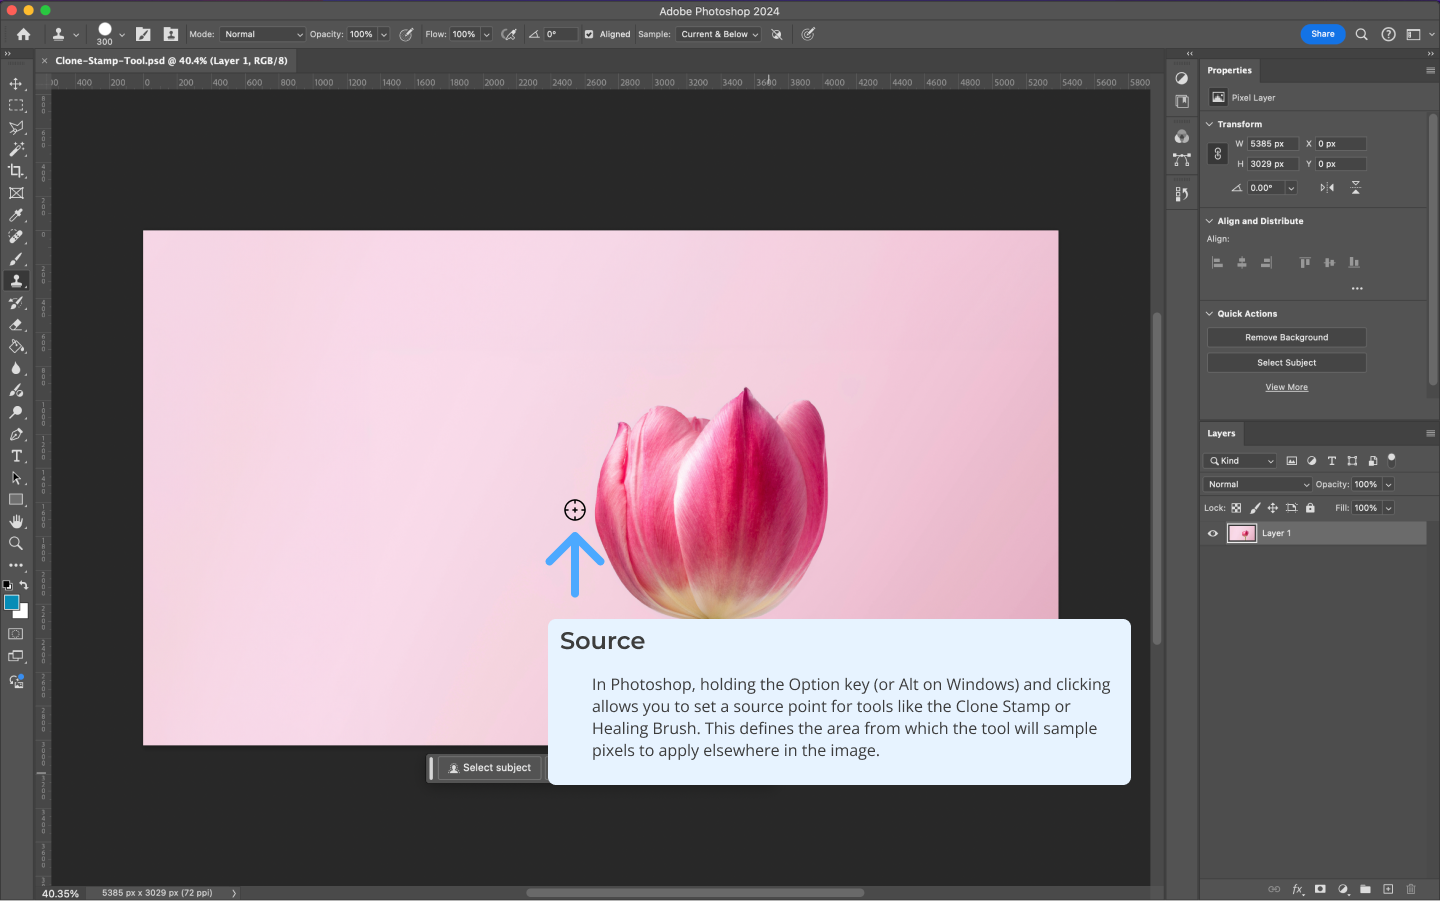 Adobe Photoshop 2024
300
Mode: Normal Opacity: 100% Flow: 100% 0° Aligned Sample: Current & Below Share
Clone-Stamp-Tool.psd @ 40.4% (Layer 1, RGB/8)
400 200 0 200 400 600 800 1000 1200 1400 1600 1800 2000 2200 2400 2600 2800 3000 3200 3400 3600 3800 4000 4200 4400 4600 4800 5000 5200 5400 5600 5800
Properties
Pixel Layer
Transform
W 5385 px X 0 px
H 3029 px Y 0 px
0.00°
Align and Distribute
Align:
Quick Actions
Remove Background
Select Subject
View More
Layers
Kind
Normal Opacity: 100%
Lock: Fill: 100%
Layer 1
Source
In Photoshop, holding the Option key (or Alt on Windows) and clicking
allows you to set a source point for tools like the Clone Stamp or
Healing Brush. This defines the area from which the tool will sample
pixels to apply elsewhere in the image.
Select subject
40.35% 5385 px x 3029 px (72 ppi)
fx